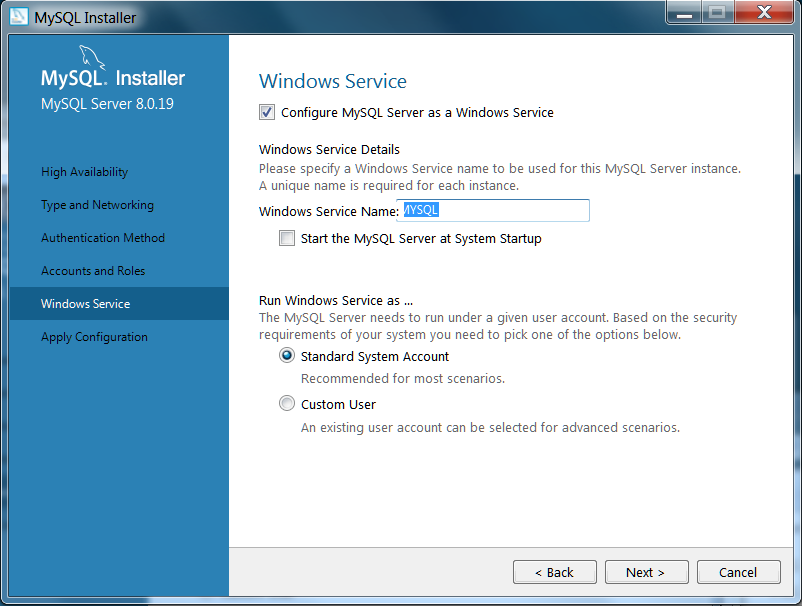 MySQL Installer
MySQL. Installer
MySQL Server 8.0.19
High Availability
Type and Networking
Authentication Method
Accounts and Roles
Windows Service
Apply Configuration
Windows Service
Configure MySQL Server as a Windows Service
Windows Service Details
Please specify a Windows Service name to be used for this MySQL Server instance.
A unique name is required for each instance.
Windows Service Name: MYSQL
Start the MySQL Server at System Startup
Run Windows Service as ...
The MySQL Server needs to run under a given user account. Based on the security
requirements of your system you need to pick one of the options below.
Standard System Account
Recommended for most scenarios.
Custom User
An existing user account can be selected for advanced scenarios.
< Back
Next >
Cancel